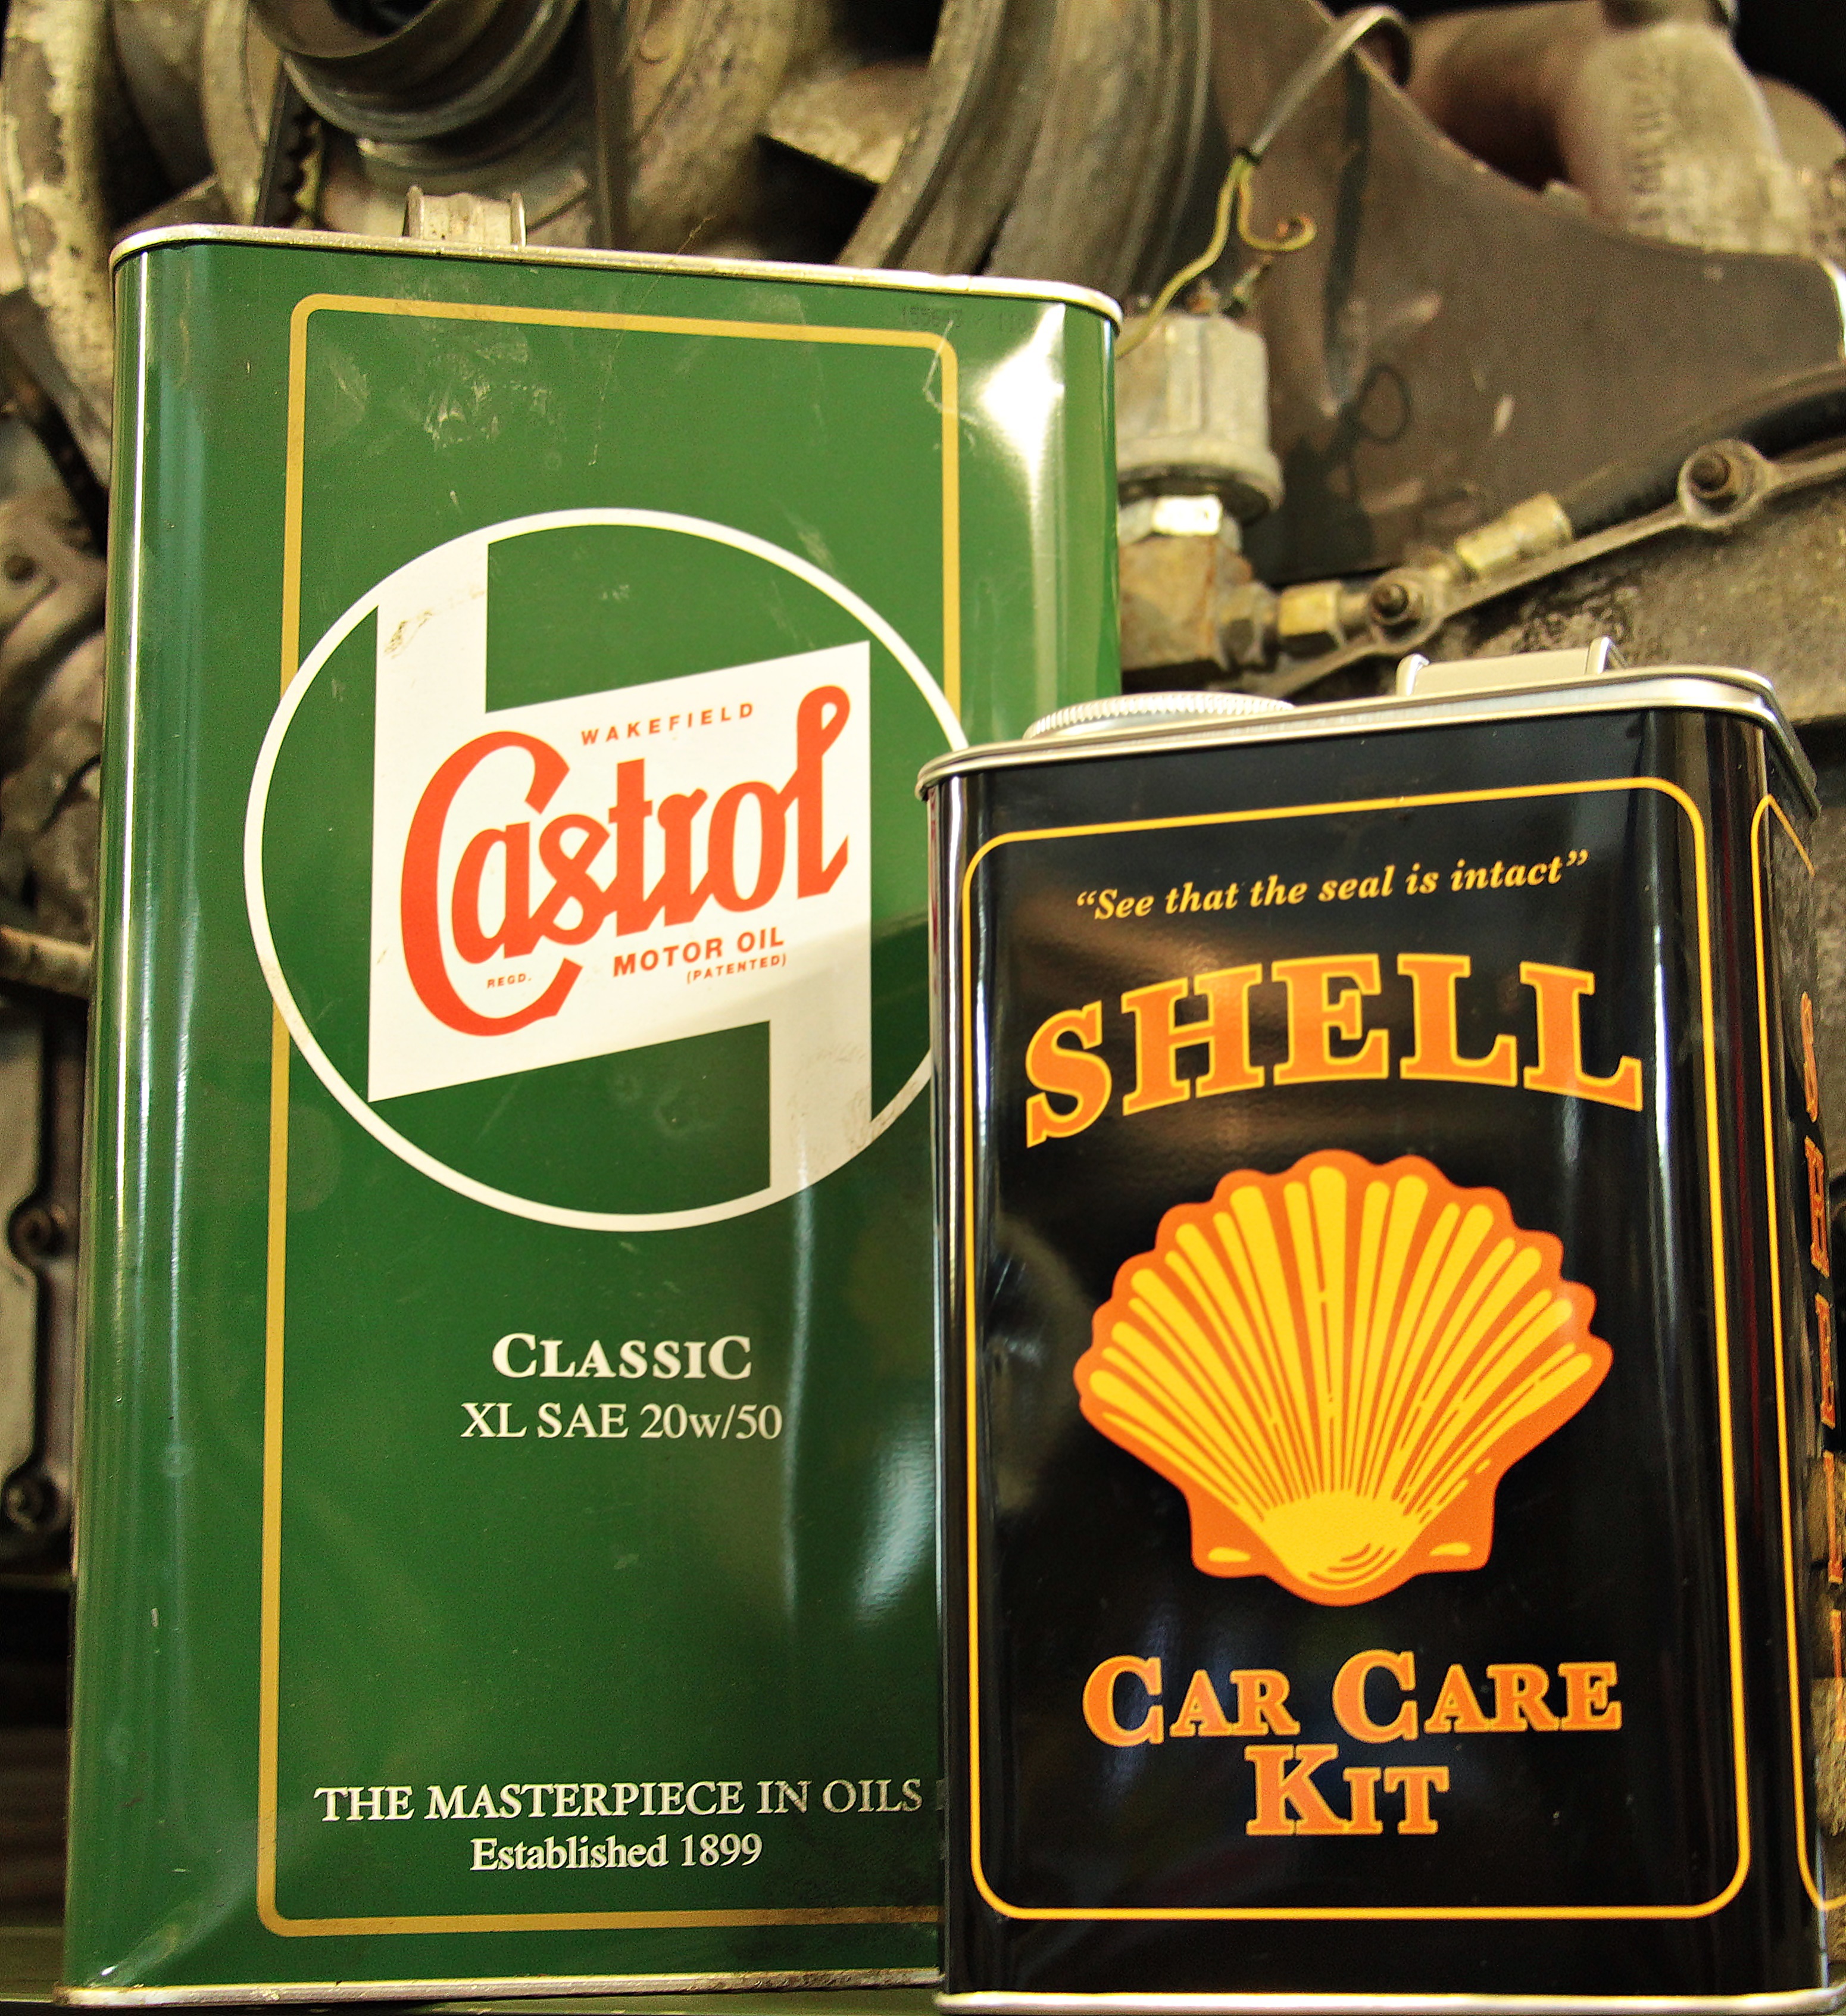 WAKEFIELD
Castrol
REGD.
MOTOR OIL
(PATENTED)
CLASSIC
XL SAE 20w/50
THE MASTERPIECE IN OILS
Established 1899
“See that the seal is intact”
SHELL
CAR CARE
KIT
SHELL